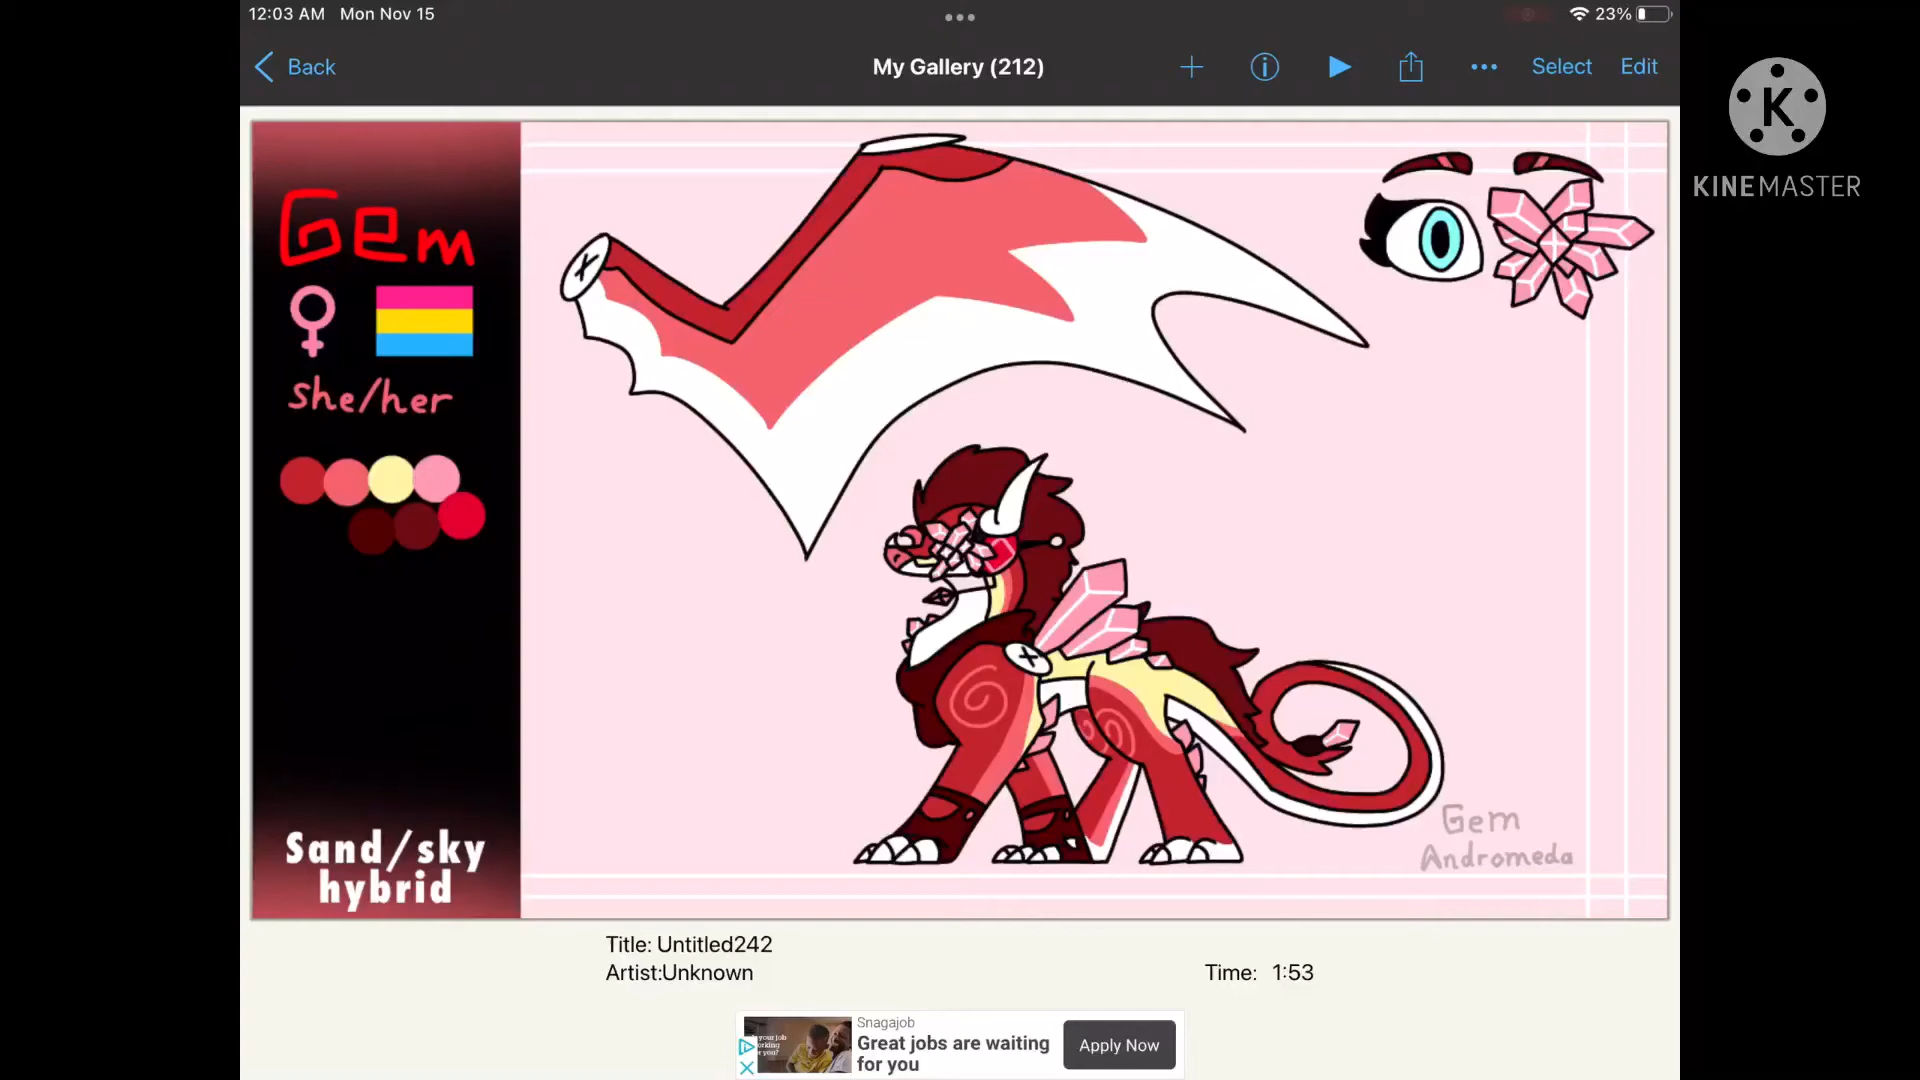 12:03 AM Mon Nov 15
23%
Back
My Gallery (212)
Select
Edit
K
KINEMASTER
Gem
she/her
Sand/sky
hybrid
X
X
Gem
Andromeda
Title: Untitled242
Artist:Unknown
Time: 1:53
Snagajob
Great jobs are waiting
for you
Apply Now